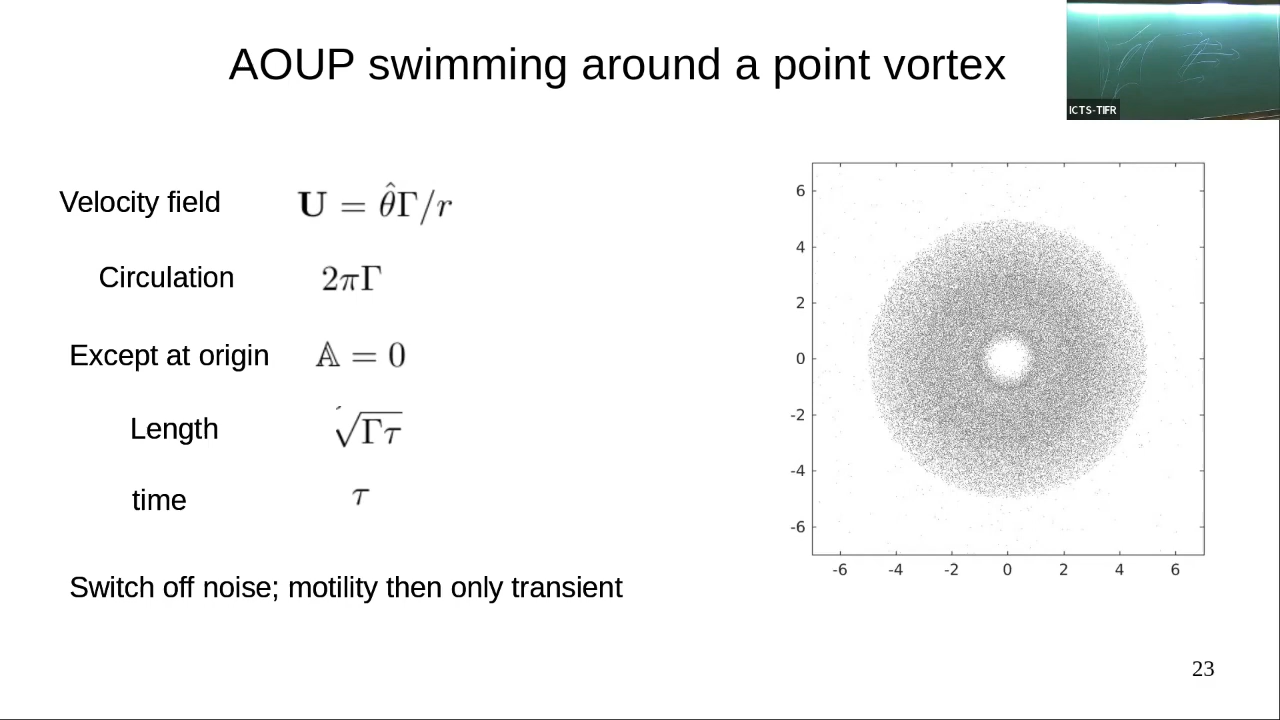 AOUP swimming around a point vortex
ICTS-TIFR
Velocity field U = θ̂Γ/r
Circulation 2πΓ
Except at origin 𝔸 = 0
Length √Γτ
time τ
Switch off noise; motility then only transient
6
4
2
0
-2
-4
-6
-6 -4 -2 0 2 4 6
23